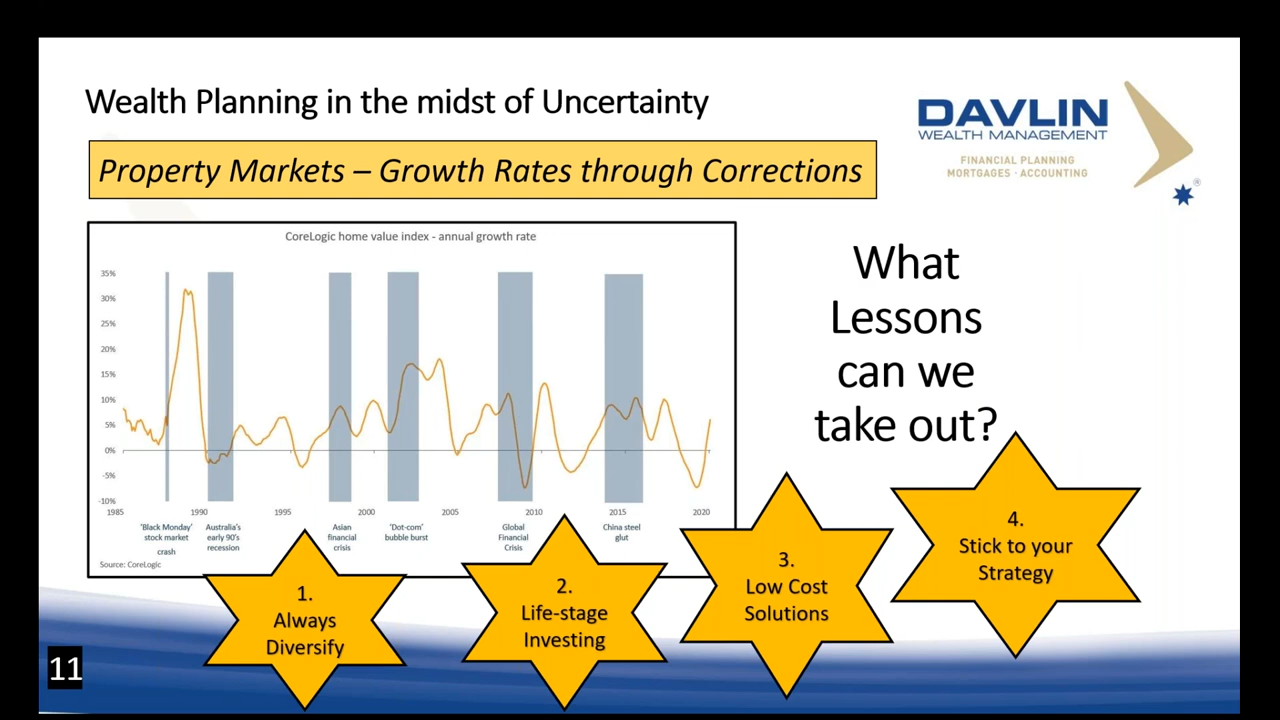 Wealth Planning in the midst of Uncertainty
DAVLIN
WEALTH MANAGEMENT
FINANCIAL PLANNING
MORTGAGES · ACCOUNTING
®
Property Markets – Growth Rates through Corrections
CoreLogic home value index - annual growth rate
35%
30%
25%
20%
15%
10%
5%
0%
-5%
-10%
1985
1990
1995
2000
2005
2010
2015
2020
'Black Monday'
stock market
crash
Australia's
early 90's
recession
Asian
financial
crisis
'Dot-com'
bubble burst
Global
Financial
Crisis
China steel
glut
Source: CoreLogic
What
Lessons
can we
take out?
1.
Always
Diversify
2.
Life-stage
Investing
3.
Low Cost
Solutions
4.
Stick to your
Strategy
11